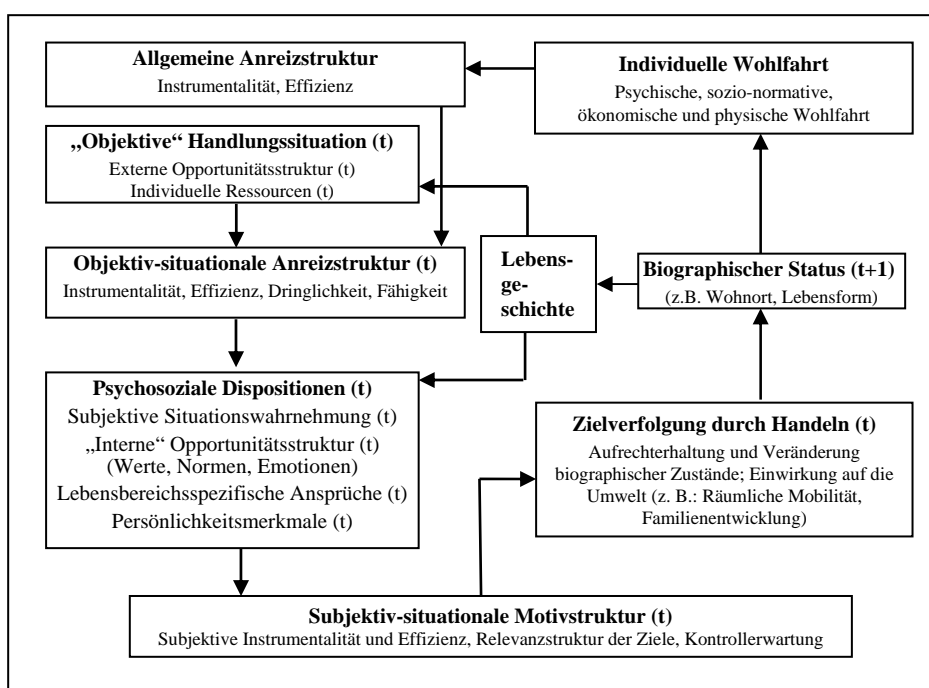 Allgemeine Anreizstruktur
Instrumentalität, Effizienz
Individuelle Wohlfahrt
Psychische, sozio-normative,
ökonomische und physische Wohlfahrt
„Objektive“ Handlungssituation (t)
Externe Opportunitätsstruktur (t)
Individuelle Ressourcen (t)
Objektiv-situationale Anreizstruktur (t)
Instrumentalität, Effizienz, Dringlichkeit, Fähigkeit
Lebens-
ge-
schichte
Biographischer Status (t+1)
(z.B. Wohnort, Lebensform)
Psychosoziale Dispositionen (t)
Subjektive Situationswahrnehmung (t)
„Interne“ Opportunitätsstruktur (t)
(Werte, Normen, Emotionen)
Lebensbereichsspezifische Ansprüche (t)
Persönlichkeitsmerkmale (t)
Zielverfolgung durch Handeln (t)
Aufrechterhaltung und Veränderung
biographischer Zustände; Einwirkung auf die
Umwelt (z. B.: Räumliche Mobilität,
Familienentwicklung)
Subjektiv-situationale Motivstruktur (t)
Subjektive Instrumentalität und Effizienz, Relevanzstruktur der Ziele, Kontrollerwartung